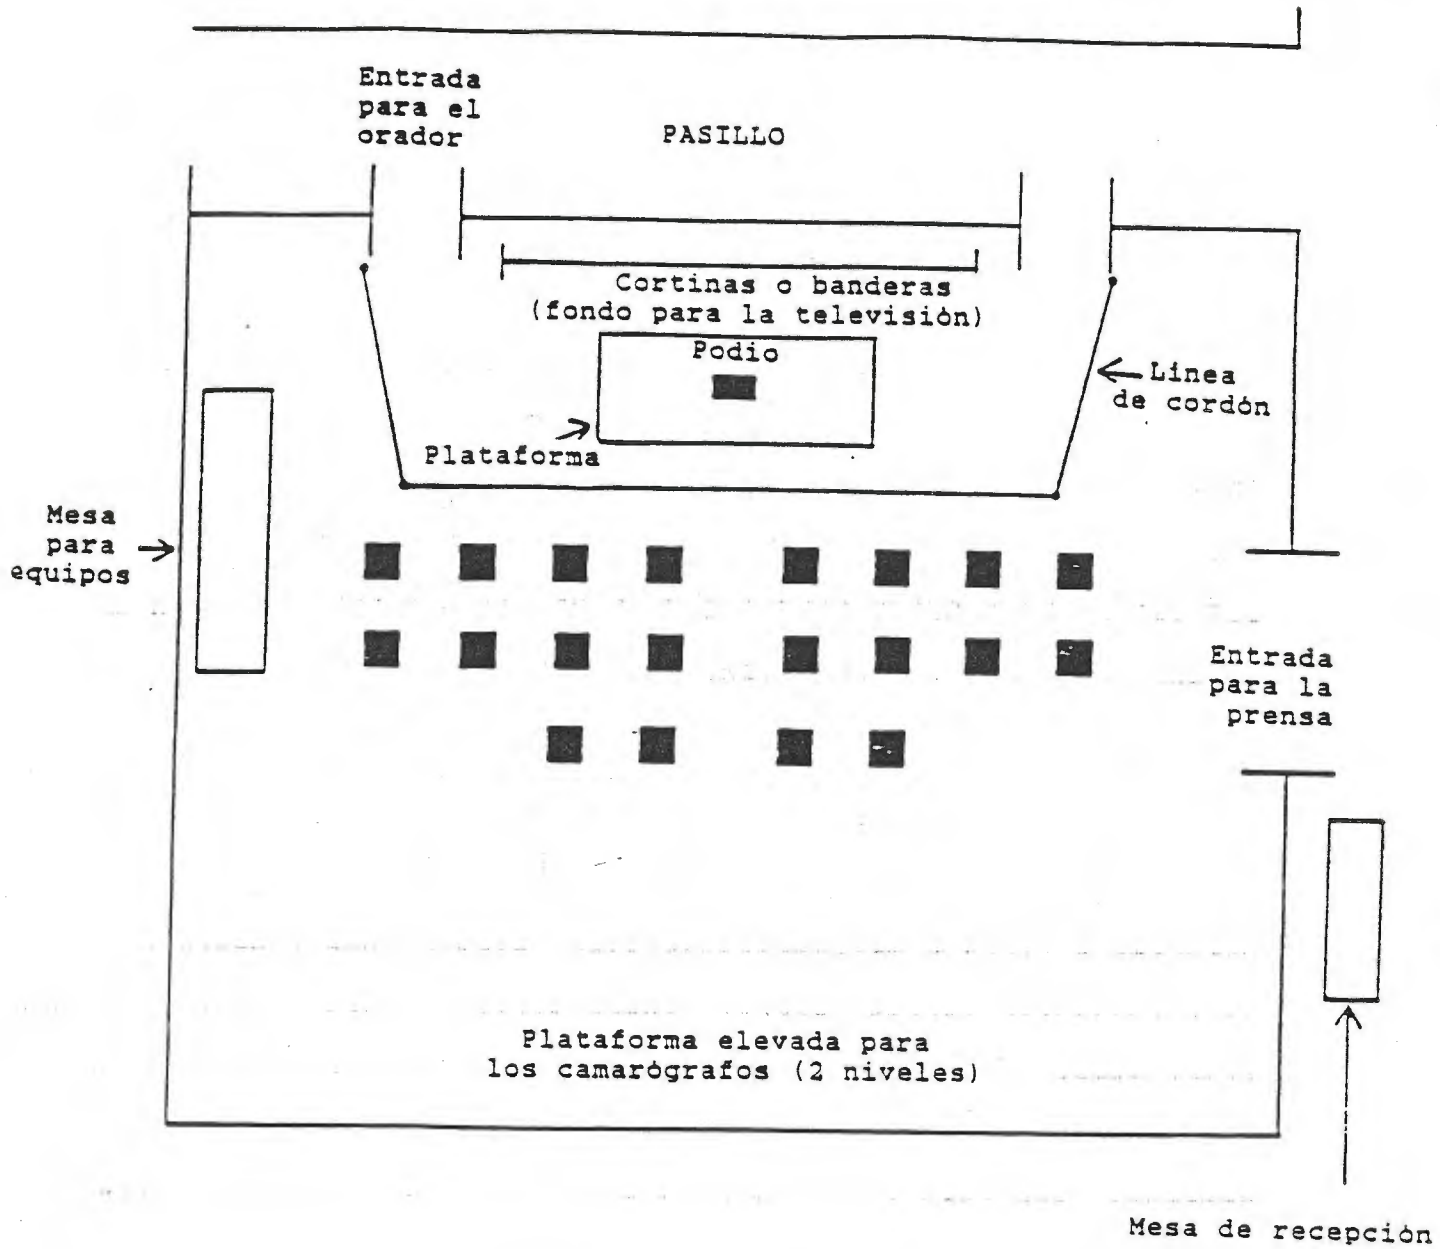 Entrada
para el
orador
PASILLO
Cortinas o banderas
(fondo para la televisión)
Podio
Línea
de cordón
Plataforma
Mesa
para
equipos
Entrada
para la
prensa
Plataforma elevada para
los camarógrafos (2 niveles)
Mesa de recepción